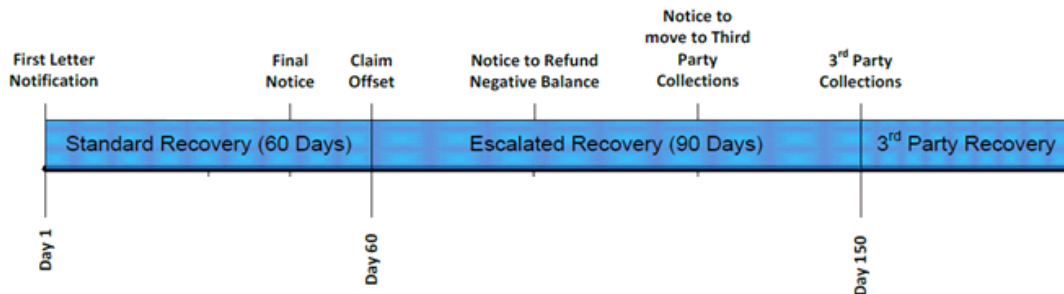 First Letter
Notification
Final
Notice
Claim
Offset
Notice to Refund
Negative Balance
Notice to
move to Third
Party
Collections
3rd Party
Collections
Standard Recovery (60 Days)
Escalated Recovery (90 Days)
3rd Party Recovery
Day 1
Day 60
Day 150